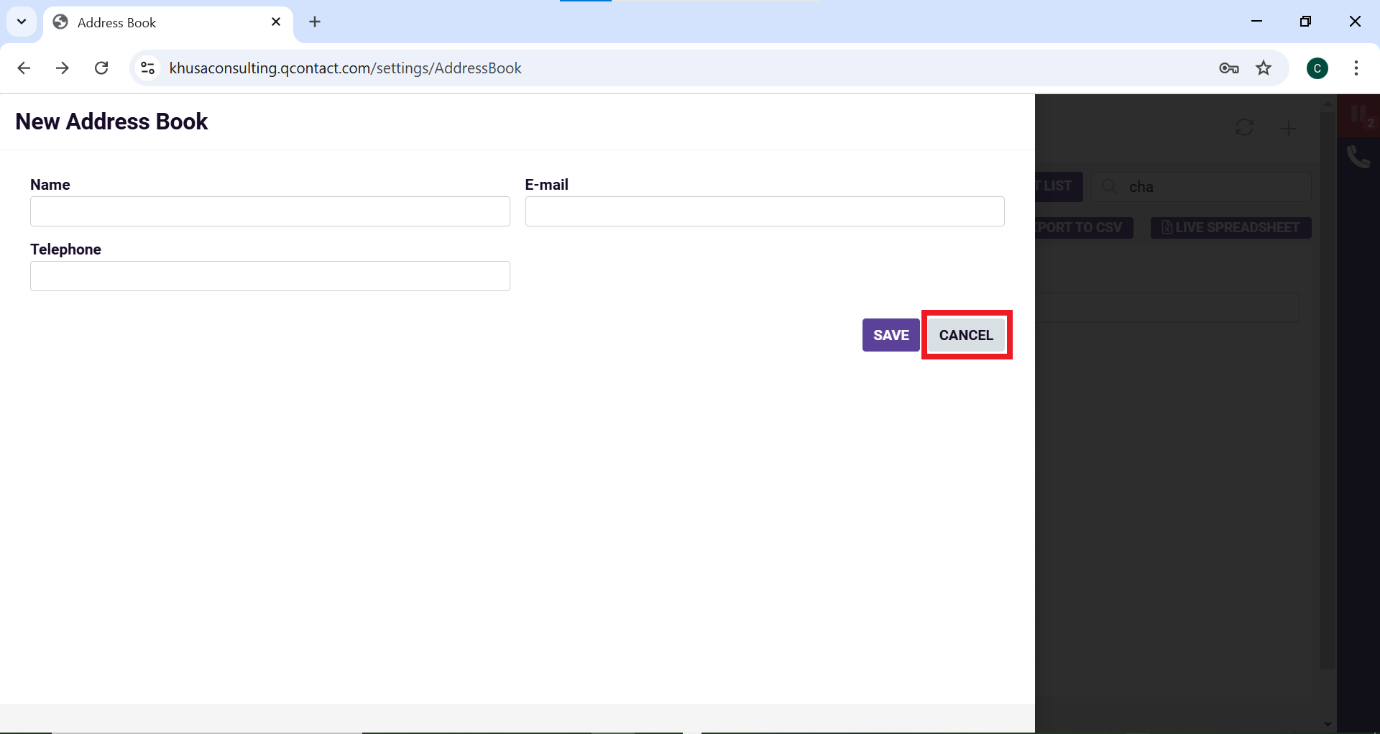 Address Book
khusaconsulting.qcontact.com/settings/AddressBook
C
New Address Book
2
Name
E-mail
T LIST
cha
PORT TO CSV
LIVE SPREADSHEET
Telephone
SAVE
CANCEL